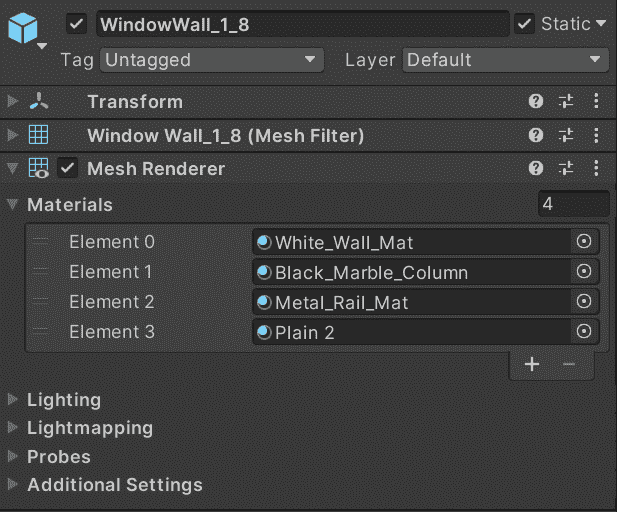 WindowWall_1_8 Static
Tag Untagged Layer Default
Transform
Window Wall_1_8 (Mesh Filter)
Mesh Renderer
Materials 4
Element 0 White_Wall_Mat
Element 1 Black_Marble_Column
Element 2 Metal_Rail_Mat
Element 3 Plain 2
Lighting
Lightmapping
Probes
Additional Settings